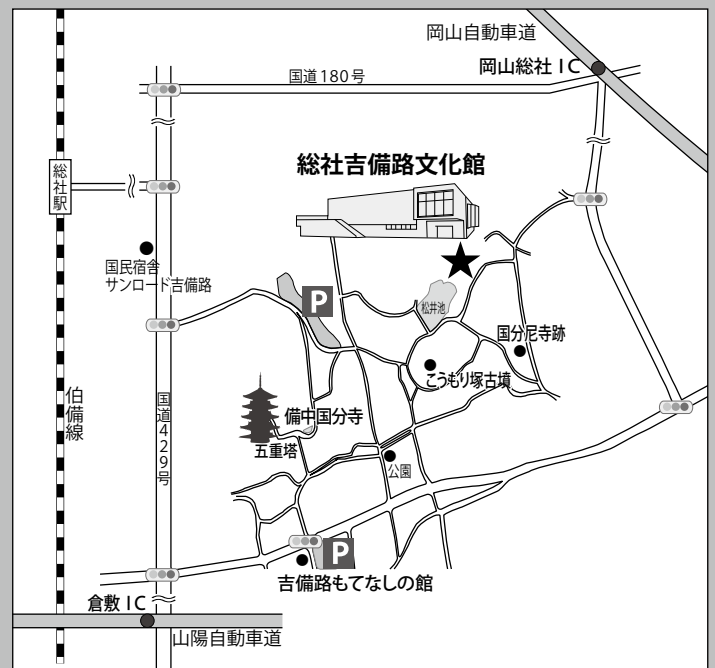 岡山自動車道
岡山総社IC
国道180号
総社吉備路文化館
総社駅
国民宿舎
サンロード吉備路
P
松井池
国分尼寺跡
こうもり塚古墳
伯備線
国道429号
備中国分寺
五重塔
公園
P
吉備路もてなしの館
倉敷IC
山陽自動車道